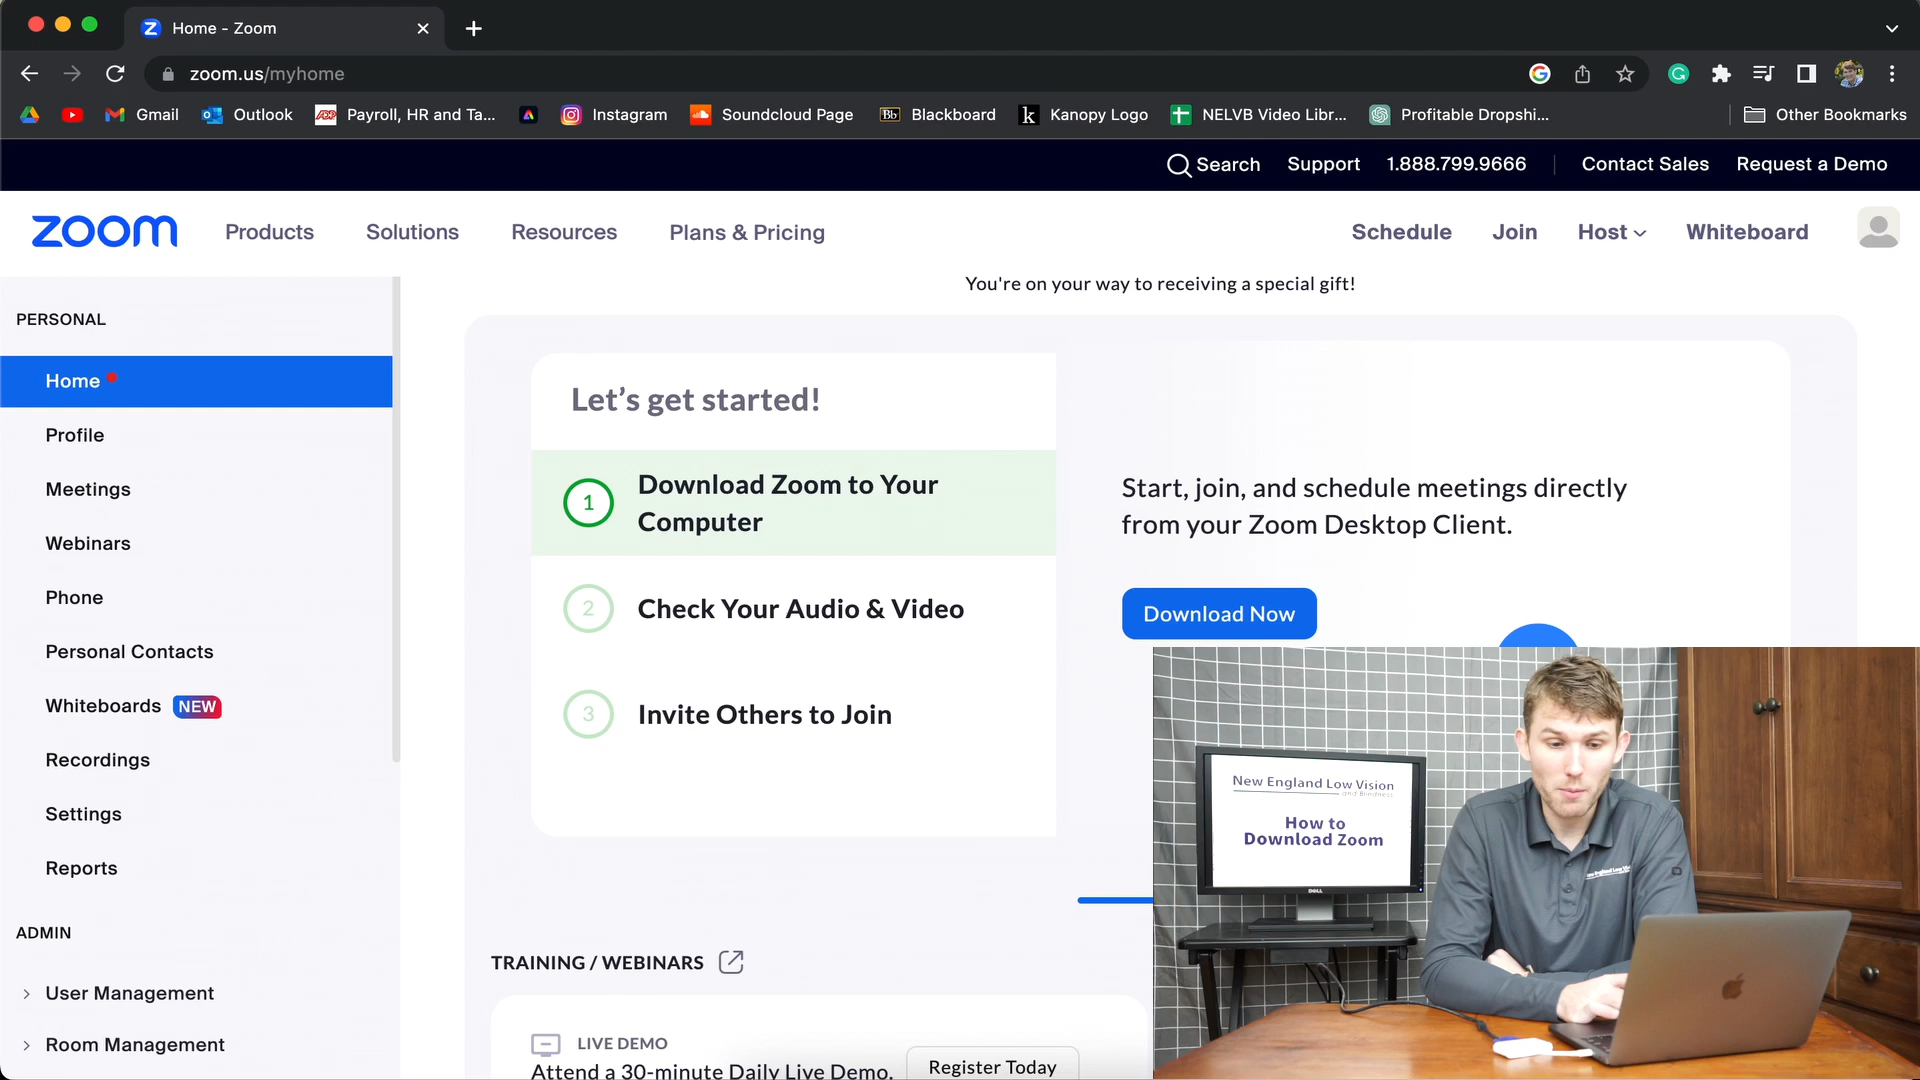 Home - Zoom
zoom.us/myhome
Gmail
Outlook
ADP
Payroll, HR and Ta...
Instagram
Soundcloud Page
Bb
Blackboard
k
Kanopy Logo
NELVB Video Libr...
Profitable Dropshi...
Other Bookmarks
Search
Support
1.888.799.9666
Contact Sales
Request a Demo
zoom
Products
Solutions
Resources
Plans & Pricing
Schedule
Join
Host
Whiteboard
You're on your way to receiving a special gift!
PERSONAL
Home
Profile
Meetings
Webinars
Phone
Personal Contacts
Whiteboards NEW
Recordings
Settings
Reports
ADMIN
User Management
Room Management
Let's get started!
1
Download Zoom to Your
Computer
2
Check Your Audio & Video
3
Invite Others to Join
Start, join, and schedule meetings directly
from your Zoom Desktop Client.
Download Now
TRAINING / WEBINARS
LIVE DEMO
Attend a 30-minute Daily Live Demo.
Register Today
New England Low Vision
and Blindness
How to
Download Zoom
DELL